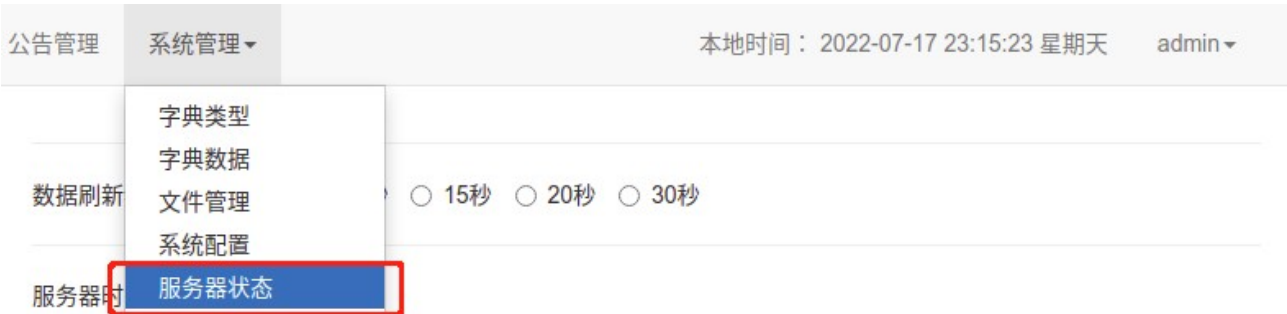 公告管理 系统管理 本地时间： 2022-07-17 23:15:23 星期天 admin
字典类型
字典数据
数据刷新 15秒 20秒 30秒
文件管理
系统配置
服务器时
服务器状态